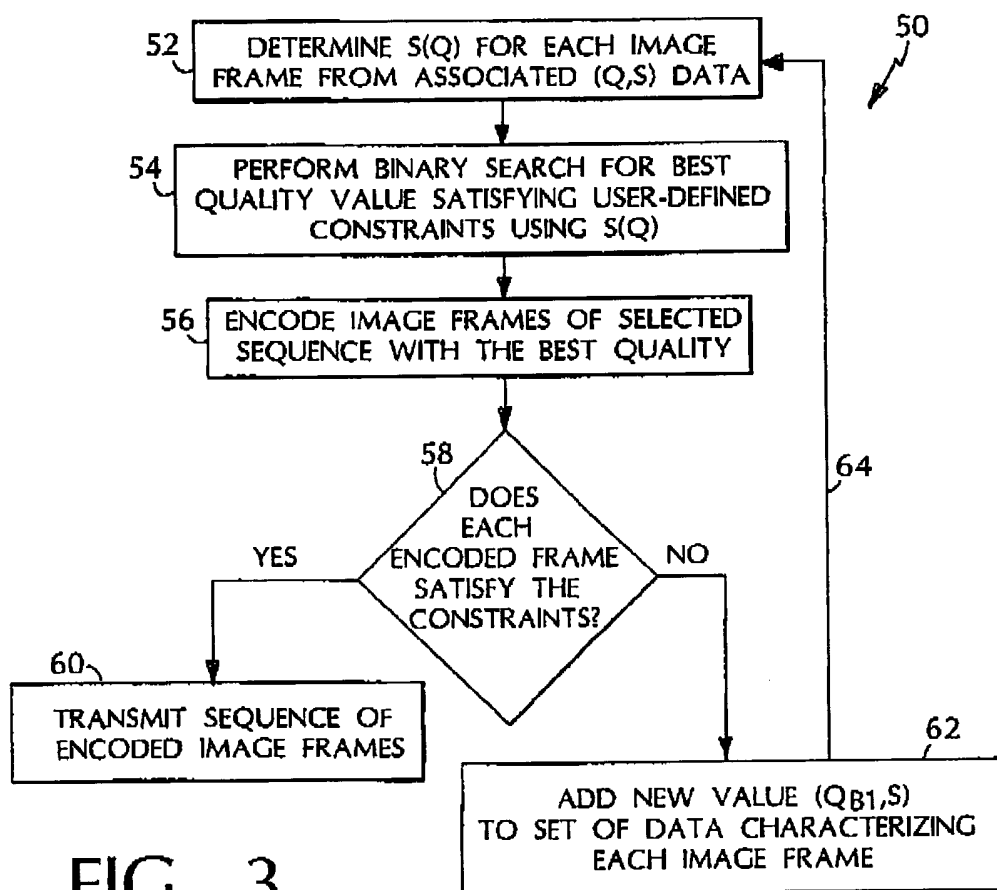 50
52
DETERMINE S(Q) FOR EACH IMAGE
FRAME FROM ASSOCIATED (Q,S) DATA
54
PERFORM BINARY SEARCH FOR BEST
QUALITY VALUE SATISFYING USER-DEFINED
CONSTRAINTS USING S(Q)
56
ENCODE IMAGE FRAMES OF SELECTED
SEQUENCE WITH THE BEST QUALITY
58
DOES
EACH
ENCODED FRAME
SATISFY THE
CONSTRAINTS?
YES
NO
64
60
TRANSMIT SEQUENCE OF
ENCODED IMAGE FRAMES
62
ADD NEW VALUE (QB1,S)
TO SET OF DATA CHARACTERIZING
EACH IMAGE FRAME
FIG. 3